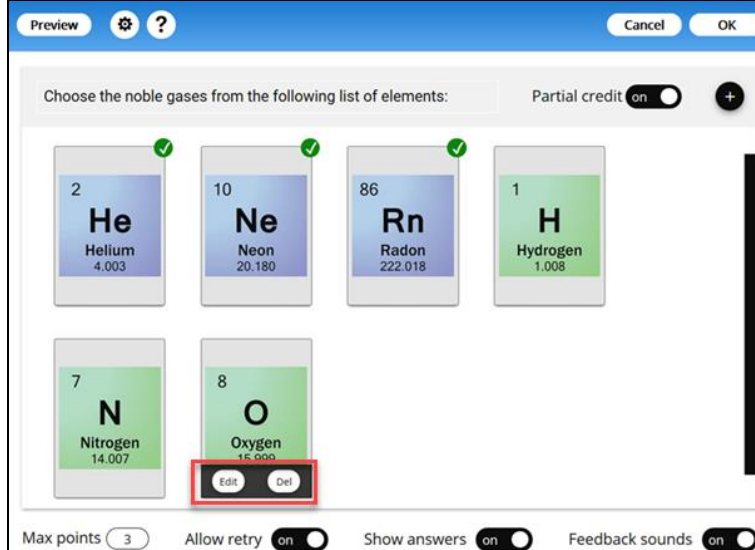 Preview ? Cancel OK
Choose the noble gases from the following list of elements: Partial credit on +
2
He
Helium
4.003
10
Ne
Neon
20.180
86
Rn
Radon
222.018
1
H
Hydrogen
1.008
7
N
Nitrogen
14.007
8
O
Oxygen
15.999
Edit Del
Max points 3 Allow retry on Show answers on Feedback sounds on